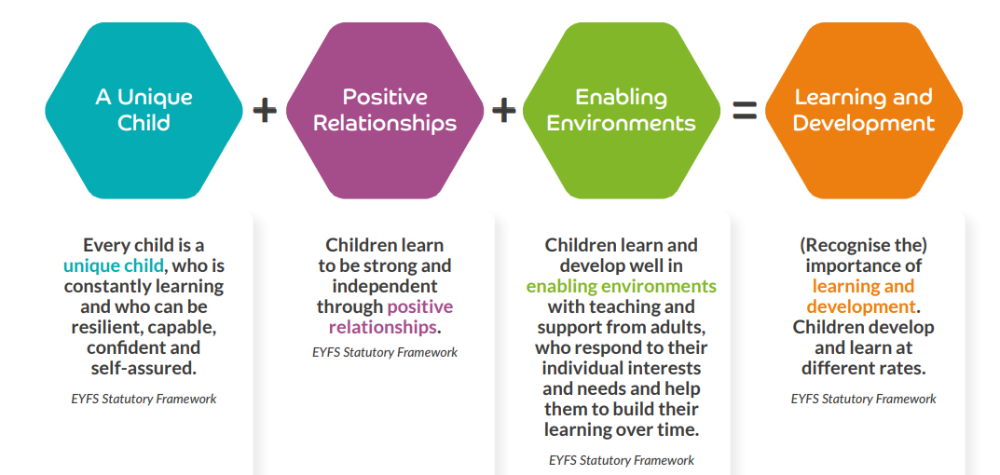 A Unique
Child
+
Positive
Relationships
+
Enabling
Environments
=
Learning and
Development
Every child is a
unique child, who is
constantly learning
and who can be
resilient, capable,
confident and
self-assured.
EYFS Statutory Framework
Children learn
to be strong and
independent
through positive
relationships.
EYFS Statutory Framework
Children learn and
develop well in
enabling environments
with teaching and
support from adults,
who respond to their
individual interests
and needs and help
them to build their
learning over time.
EYFS Statutory Framework
(Recognise the)
importance of
learning and
development.
Children develop
and learn at
different rates.
EYFS Statutory Framework